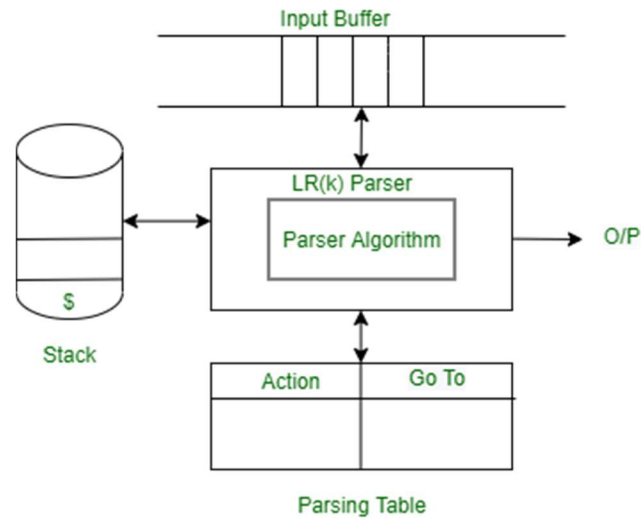 Input Buffer
LR(k) Parser
Parser Algorithm
O/P
$
Stack
Action
Go To
Parsing Table